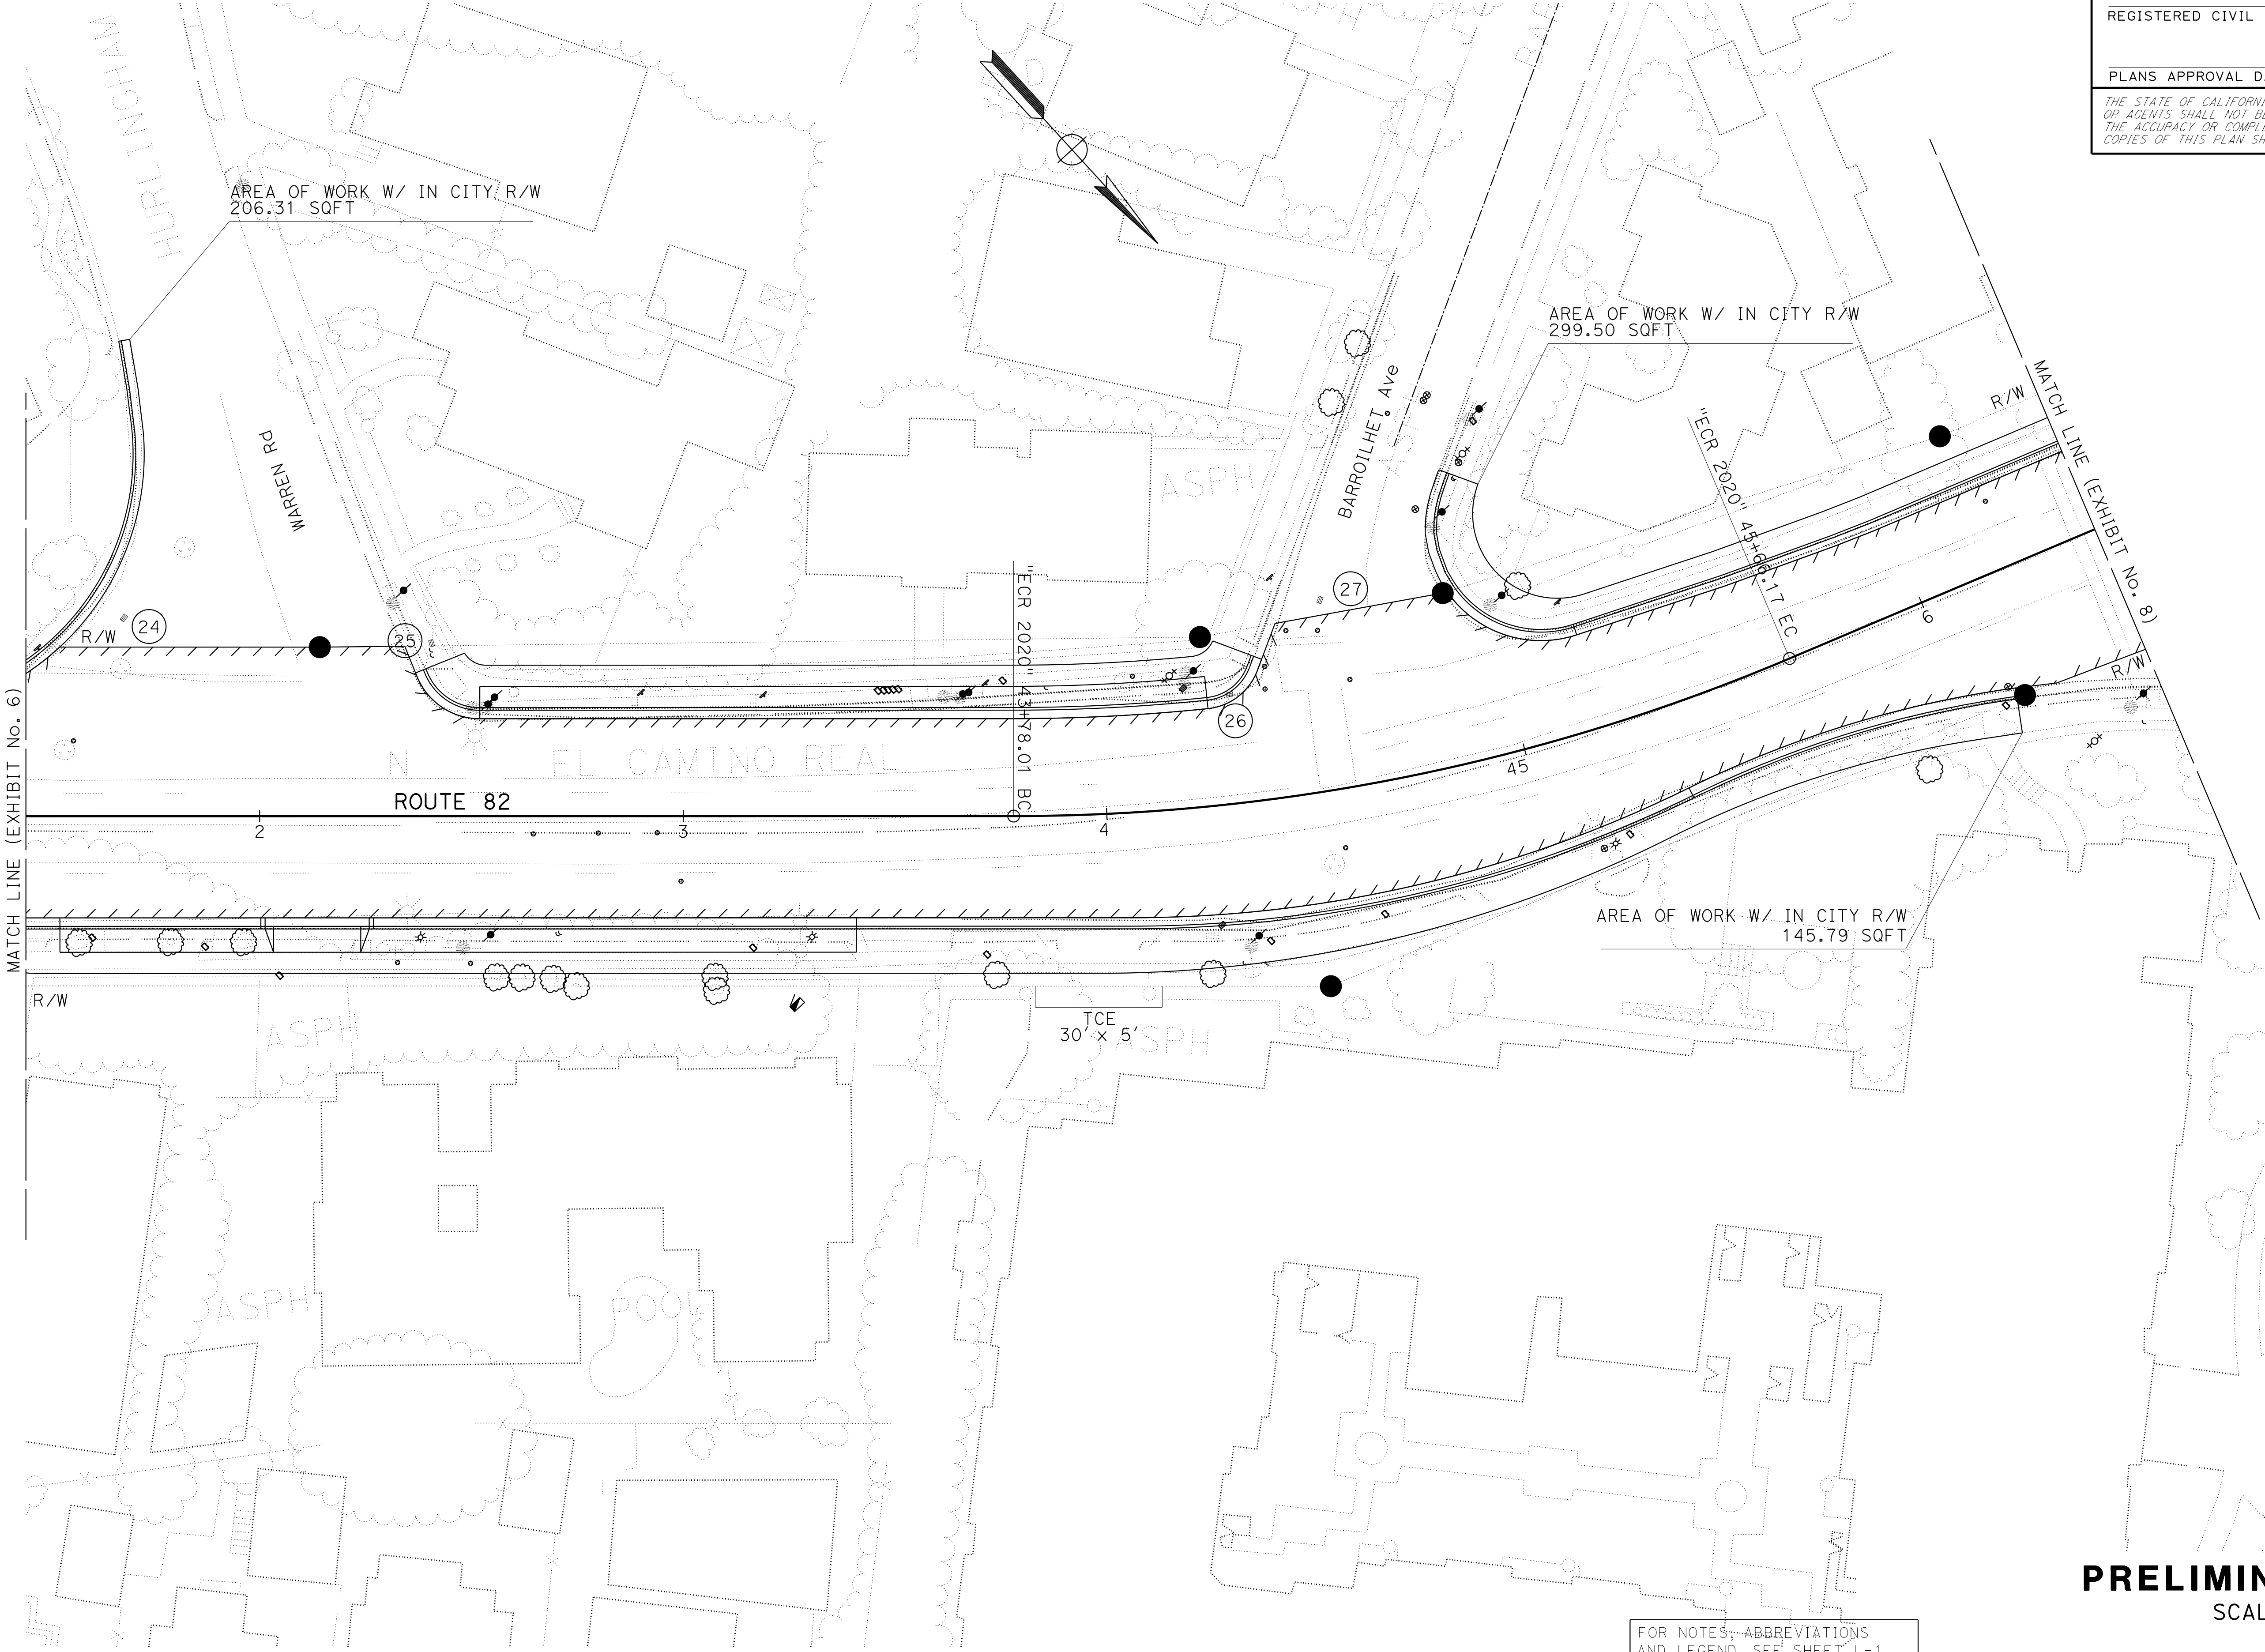 REGISTERED CIVIL
PLANS APPROVAL
THE STATE OF
OR AGENTS SHALL NOT
THE ACCURACY OR
COPIES OF THIS PLAN
HURLINGHAM
AREA OF WORK W/ IN CITY R/W
206.31 SQFT
AREA OF WORK W/ IN CITY R/W
299.50 SQFT
R/W
MATCH LINE (EXHIBIT No. 8)
WARREN Rd
BARROILHET Ave
ASPH
ASPH
"ECR 2020" 45+66.17 EC
"ECR 2020" 43+78.01 BC
R/W
24
25
26
27
6
R/W
N EL CAMINO REAL
ROUTE 82
2
3
4
45
MATCH LINE (EXHIBIT No. 6)
AREA OF WORK W/ IN CITY R/W
145.79 SQFT
R/W
TCE
30' x 5'
ASPH
ASPH
ASPH
POOL
PRELIMIN
SCAL
FOR NOTES, ABBREVIATIONS
AND LEGEND, SEE SHEET L-1